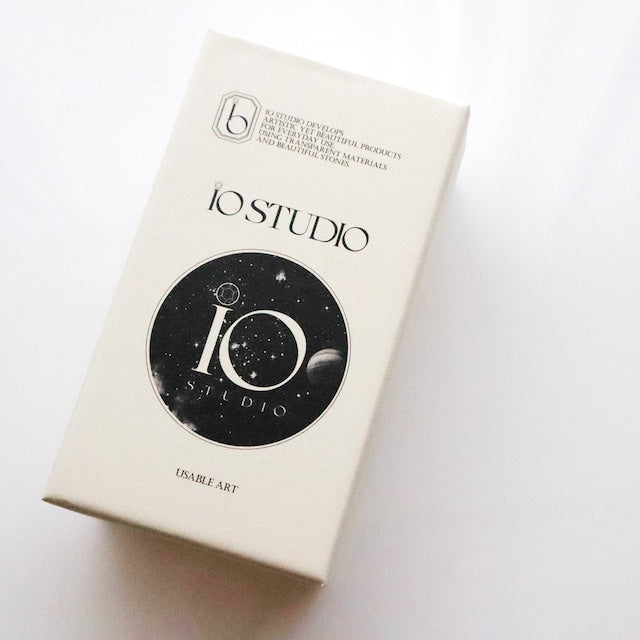 IO STUDIO DEVELOPS
ARTISTIC YET BEAUTIFUL PRODUCTS
FOR EVERYDAY USE,
USING TRANSPARENT MATERIALS
AND BEAUTIFUL STONES.
iO STUDIO
iO
STUDIO
USABLE ART